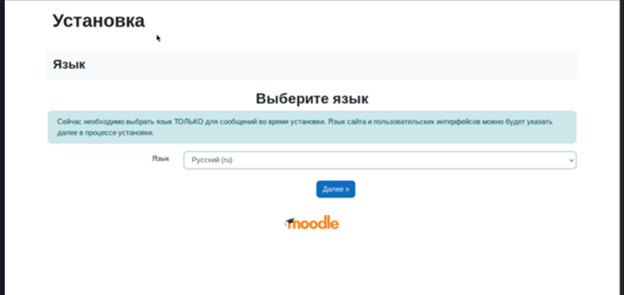 Установка
Язык
Выберите язык
Сейчас необходимо выбрать язык ТОЛЬКО для сообщений во время установки. Язык сайта и пользовательских интерфейсов можно будет указать
далее в процессе установки.
Язык Русский (ru)
Далее »
moodle